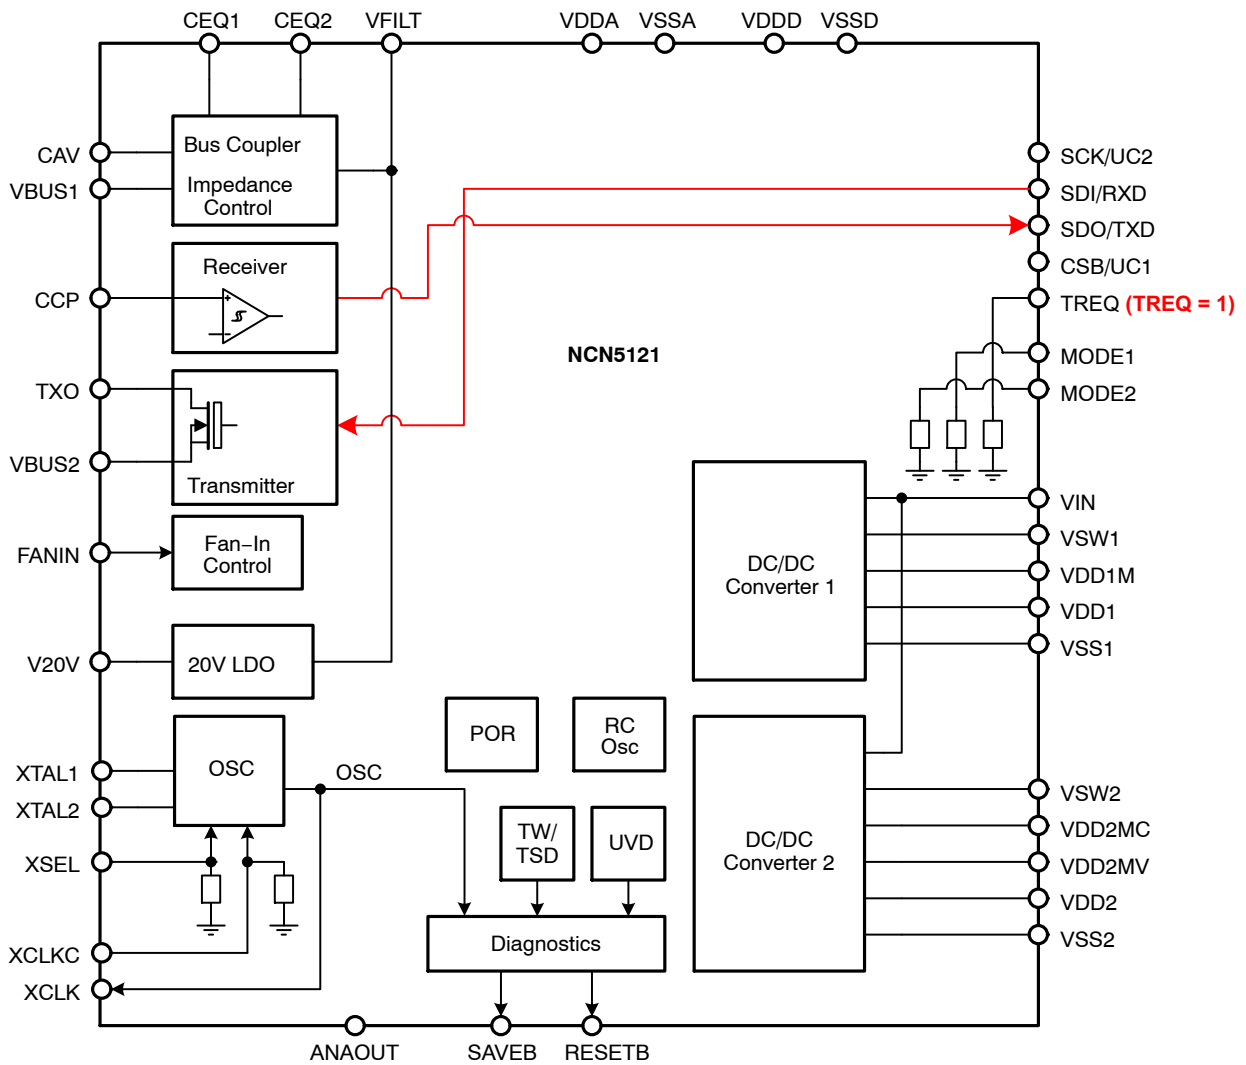 CEQ1 CEQ2 VFILT VDDA VSSA VDDD VSSD
CAV
VBUS1
Bus Coupler
Impedance
Control
SCK/UC2
SDI/RXD
SDO/TXD
CSB/UC1
TREQ (TREQ = 1)
MODE1
MODE2
CCP
Receiver
+
−
NCN5121
TXO
VBUS2
Transmitter
FANIN
Fan−In
Control
DC/DC
Converter 1
VIN
VSW1
VDD1M
VDD1
VSS1
V20V
20V LDO
POR
RC
Osc
XTAL1
XTAL2
OSC
OSC
XSEL
TW/
TSD
UVD
DC/DC
Converter 2
VSW2
VDD2MC
VDD2MV
VDD2
VSS2
XCLKC
XCLK
Diagnostics
ANAOUT SAVEB RESETB